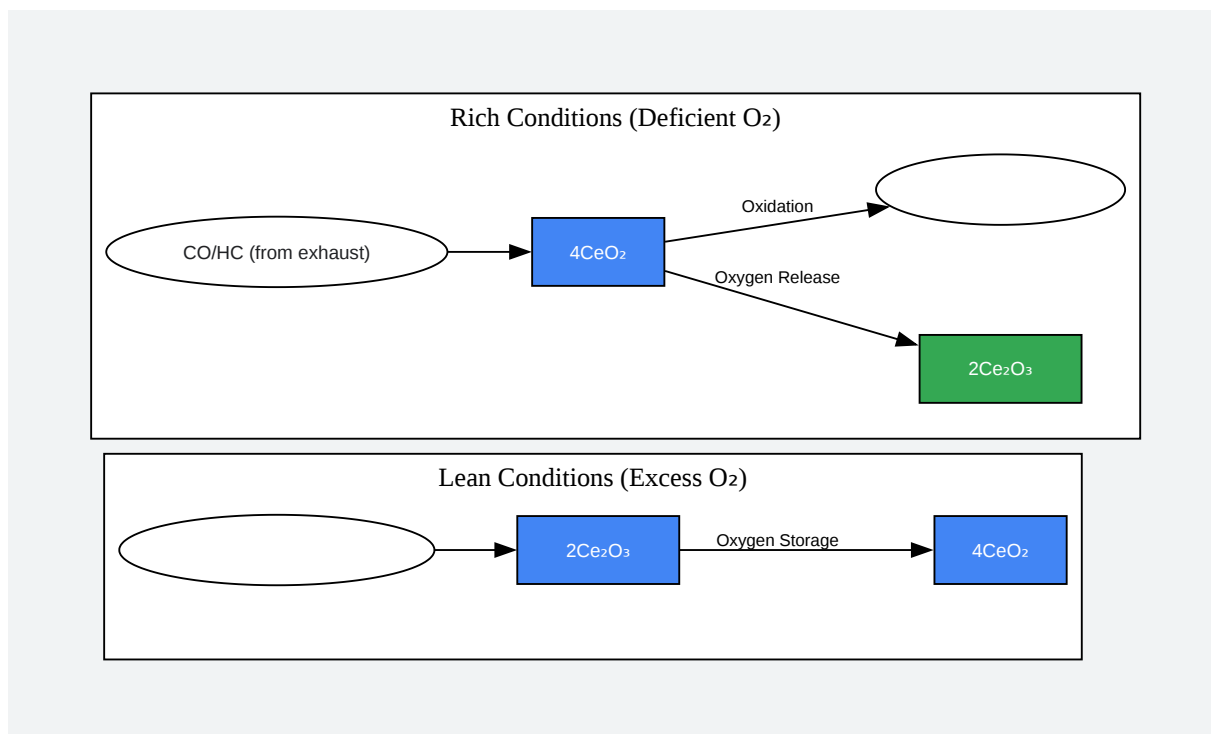 Rich Conditions (Deficient O₂)
CO/HC (from exhaust)
4CeO₂
Oxidation
Oxygen Release
2Ce₂O₃
Lean Conditions (Excess O₂)
2Ce₂O₃
Oxygen Storage
4CeO₂